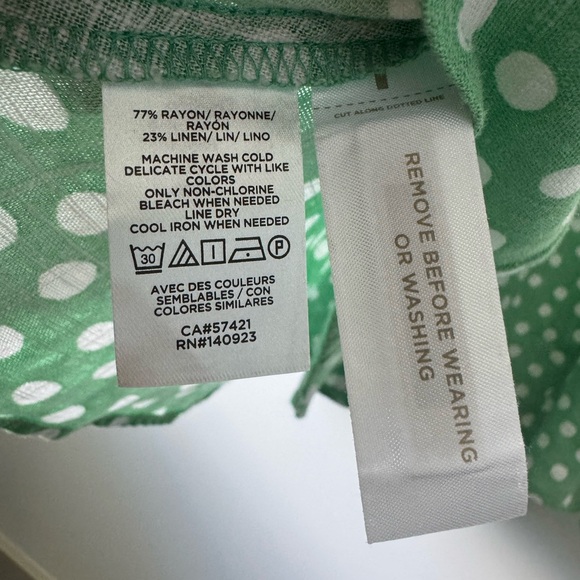 77% RAYON/ RAYONNE/
RAYÓN
23% LINEN/ LIN/ LINO
MACHINE WASH COLD
DELICATE CYCLE WITH LIKE
COLORS
ONLY NON-CHLORINE
BLEACH WHEN NEEDED
LINE DRY
COOL IRON WHEN NEEDED
30
P
AVEC DES COULEURS
SEMBLABLES / CON
COLORES SIMILARES
CA#57421
RN#140923
CUT ALONG DOTTED LINE
REMOVE BEFORE WEARING
OR WASHING